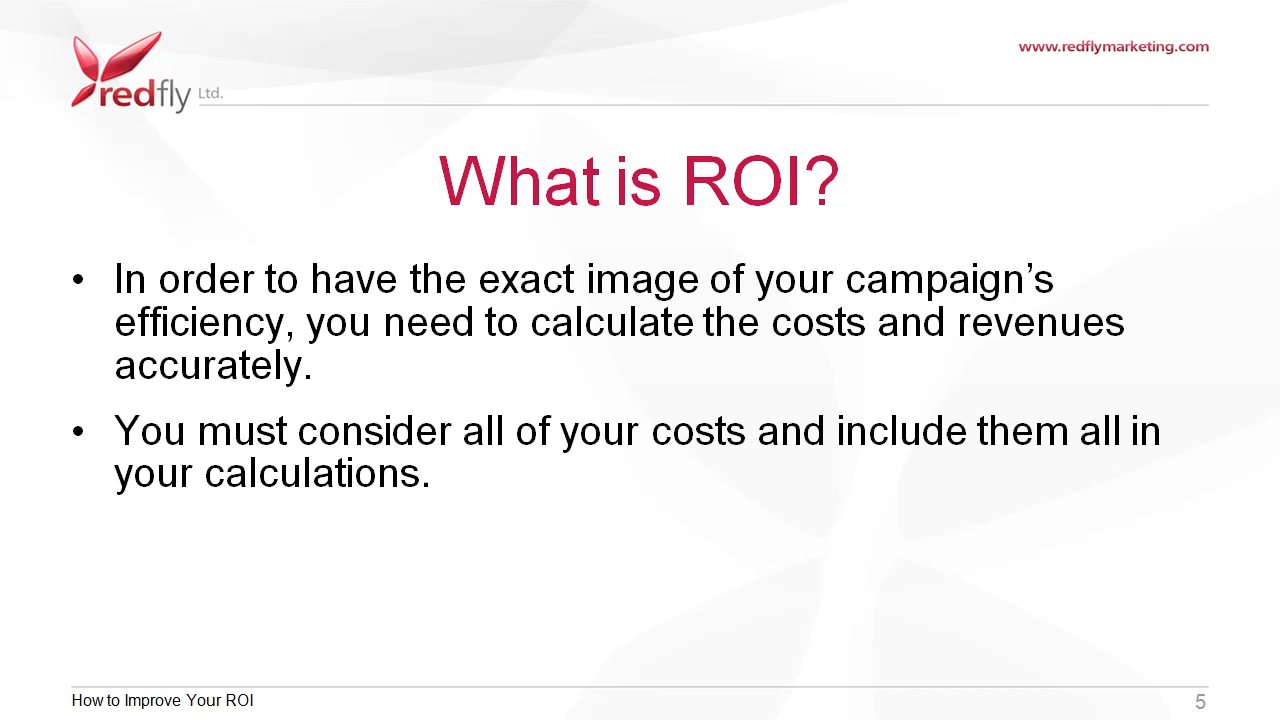 www.redflymarketing.com
redfly Ltd.
What is ROI?
• In order to have the exact image of your campaign’s
efficiency, you need to calculate the costs and revenues
accurately.
• You must consider all of your costs and include them all in
your calculations.
How to Improve Your ROI
5